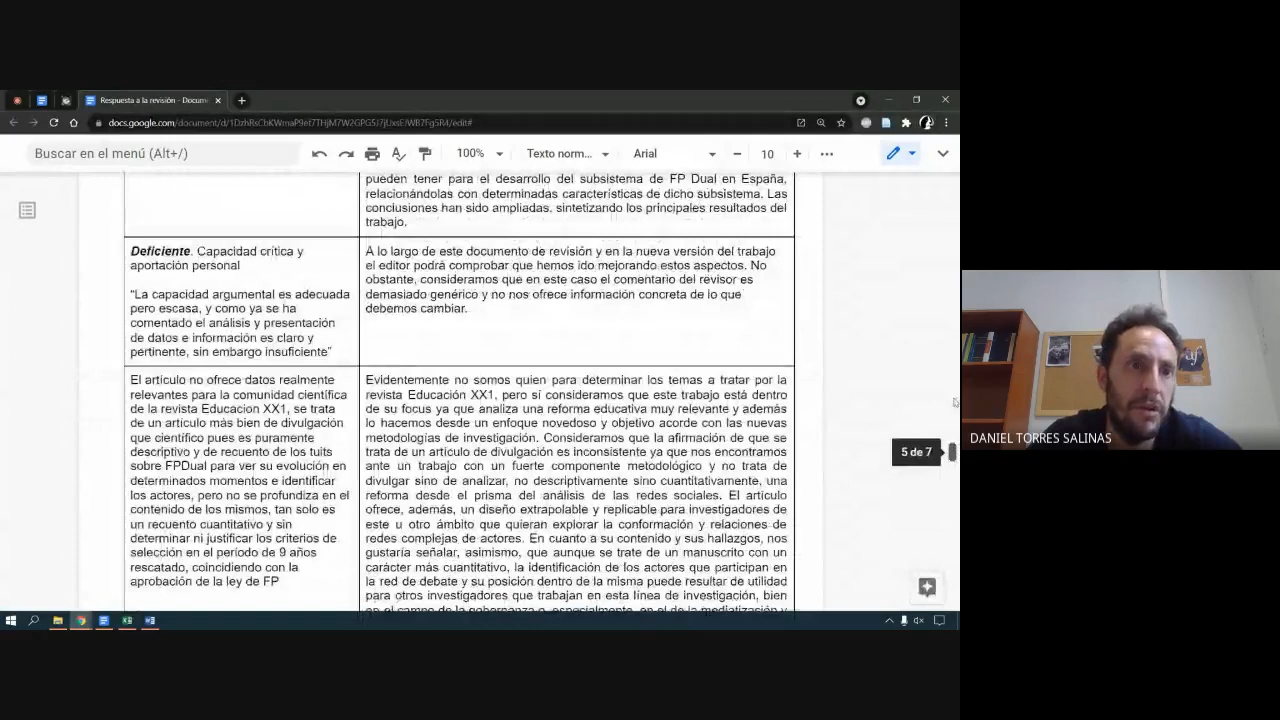 Respuesta a la revisión - Docum
docs.google.com/document/d/
Buscar en el menú (Alt+/)
100%
Texto norm...
Arial
10
pueden tener para el desarrollo del subsistema de FP Dual en España,
relacionándolas con determinadas características de dicho subsistema. Las
conclusiones han sido ampliadas, sintetizando los principales resultados del
trabajo.
Deficiente. Capacidad crítica y
aportación personal
“La capacidad argumental es adecuada
pero escasa, y como ya se ha
comentado el análisis y presentación
de datos e información es claro y
pertinente, sin embargo insuficiente”
A lo largo de este documento de revisión y en la nueva versión del trabajo
el editor podrá comprobar que hemos ido mejorando estos aspectos. No
obstante, consideramos que en este caso el comentario del revisor es
demasiado genérico y no nos ofrece información concreta de lo que
debemos cambiar.
El artículo no ofrece datos realmente
relevantes para la comunidad científica
de la revista Educación XX1, se trata
de un artículo más bien de divulgación
que científico pues es puramente
descriptivo y de recuento de los tuits
sobre FPDual para ver su evolución en
determinados momentos e identificar
los actores, pero no se profundiza en el
contenido de los mismos, tan solo es
un recuento cuantitativo y sin
determinar ni justificar los criterios de
selección en el período de 9 años
rescatado, coincidiendo con la
aprobación de la ley de FP
Evidentemente no somos quien para determinar los temas a tratar por la
revista Educación XX1, pero sí consideramos que este trabajo está dentro
de su focus ya que analiza una reforma educativa muy relevante y además
lo hacemos desde un enfoque novedoso y objetivo acorde con las nuevas
metodologías de investigación. Consideramos que la afirmación de que se
trata de un artículo de divulgación es inconsistente ya que nos encontramos
ante un trabajo con un fuerte componente metodológico y no trata de
divulgar sino de analizar, no descriptivamente sino cuantitativamente, una
reforma desde el prisma del análisis de las redes sociales. El artículo
ofrece, además, un diseño extrapolable y replicable para investigadores de
este u otro ámbito que quieran explorar la conformación y relaciones de
redes complejas de actores. En cuanto a su contenido y sus hallazgos, nos
gustaría señalar, asimismo, que aunque se trate de un manuscrito con un
carácter más cuantitativo, la identificación de los actores que participan en
la red de debate y su posición dentro de la misma puede resultar de utilidad
para otros investigadores que trabajan en esta línea de investigación, bien
en el campo de la gobernanza o, especialmente, en el de la mediatización y
5 de 7
DANIEL TORRES SALINAS